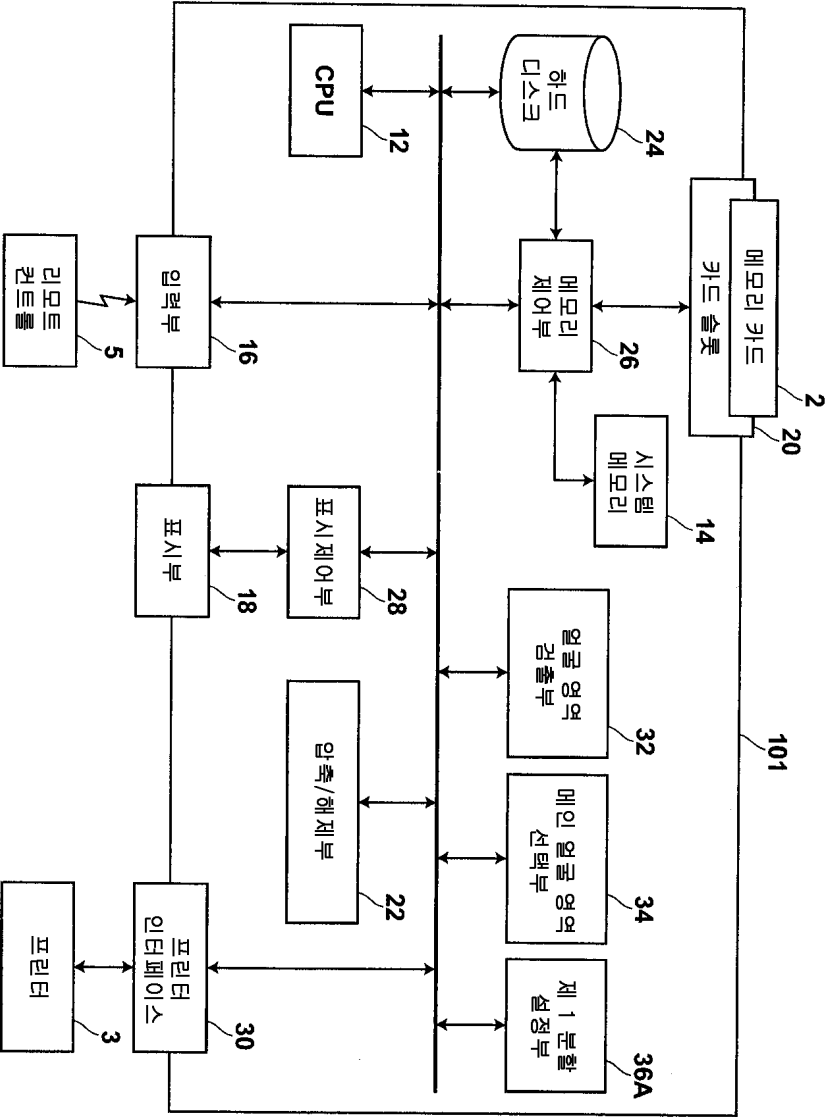 메모리 카드
2
카드 슬롯
20
101
하드
디스크
24
메모리
제어부
26
시스템
메모리
14
얼굴 영역
검출부
32
메인 얼굴 영역
선택부
34
제 1 분할
설정부
36A
CPU
12
표시제어부
28
압축/해제부
22
입력부
16
표시부
18
프린터
인터페이스
30
리모트
컨트롤
5
프린터
3